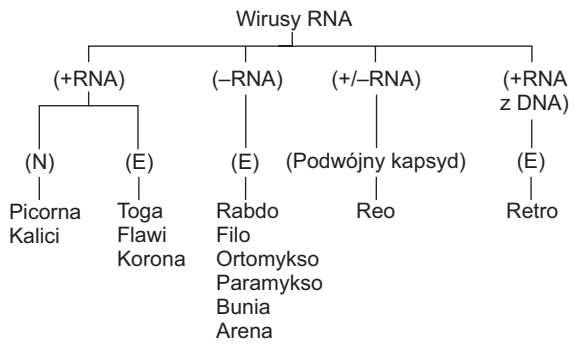 Wirusy RNA
(+RNA) (–RNA) (+/–RNA) (+RNA
z DNA)
(N) (E) (E) (Podwójny kapsyd) (E)
Picorna Toga Rabdo Reo Retro
Kalici Flawi Filo
Korona Ortomykso
Paramykso
Bunia
Arena